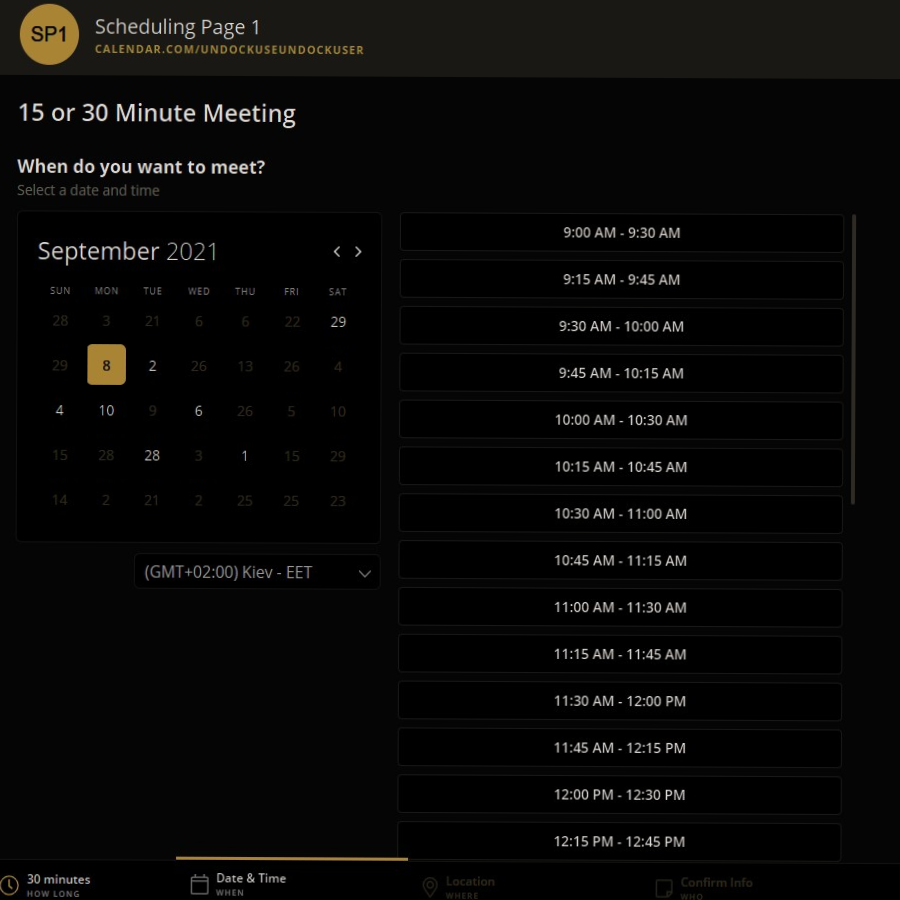 SP1
Scheduling Page 1
CALENDAR.COM/UNDOCKUSEUNDOCKUSER
15 or 30 Minute Meeting
When do you want to meet?
Select a date and time
September 2021
SUN MON TUE WED THU FRI SAT
28 3 21 6 6 22 29
29 8 2 26 13 26 4
4 10 9 6 26 5 10
15 28 28 3 1 15 29
14 2 21 2 25 25 23
(GMT+02:00) Kiev - EET
9:00 AM - 9:30 AM
9:15 AM - 9:45 AM
9:30 AM - 10:00 AM
9:45 AM - 10:15 AM
10:00 AM - 10:30 AM
10:15 AM - 10:45 AM
10:30 AM - 11:00 AM
10:45 AM - 11:15 AM
11:00 AM - 11:30 AM
11:15 AM - 11:45 AM
11:30 AM - 12:00 PM
11:45 AM - 12:15 PM
12:00 PM - 12:30 PM
12:15 PM - 12:45 PM
30 minutes
HOW LONG
Date & Time
WHEN
Location
WHERE
Confirm Info
WHO